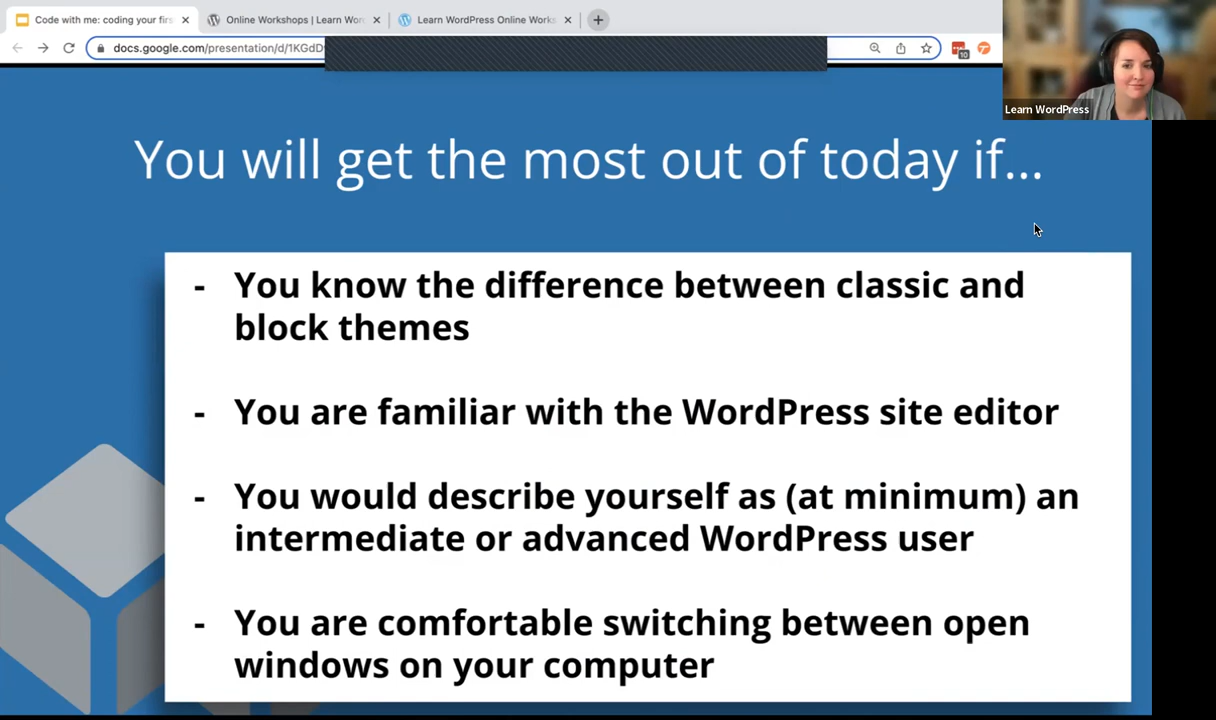 Code with me: coding your firs
Online Workshops | Learn Wor
Learn WordPress Online Works
docs.google.com/presentation/d/1KGdD
10
Learn WordPress
You will get the most out of today if...
- You know the difference between classic and
block themes
- You are familiar with the WordPress site editor
- You would describe yourself as (at minimum) an
intermediate or advanced WordPress user
- You are comfortable switching between open
windows on your computer